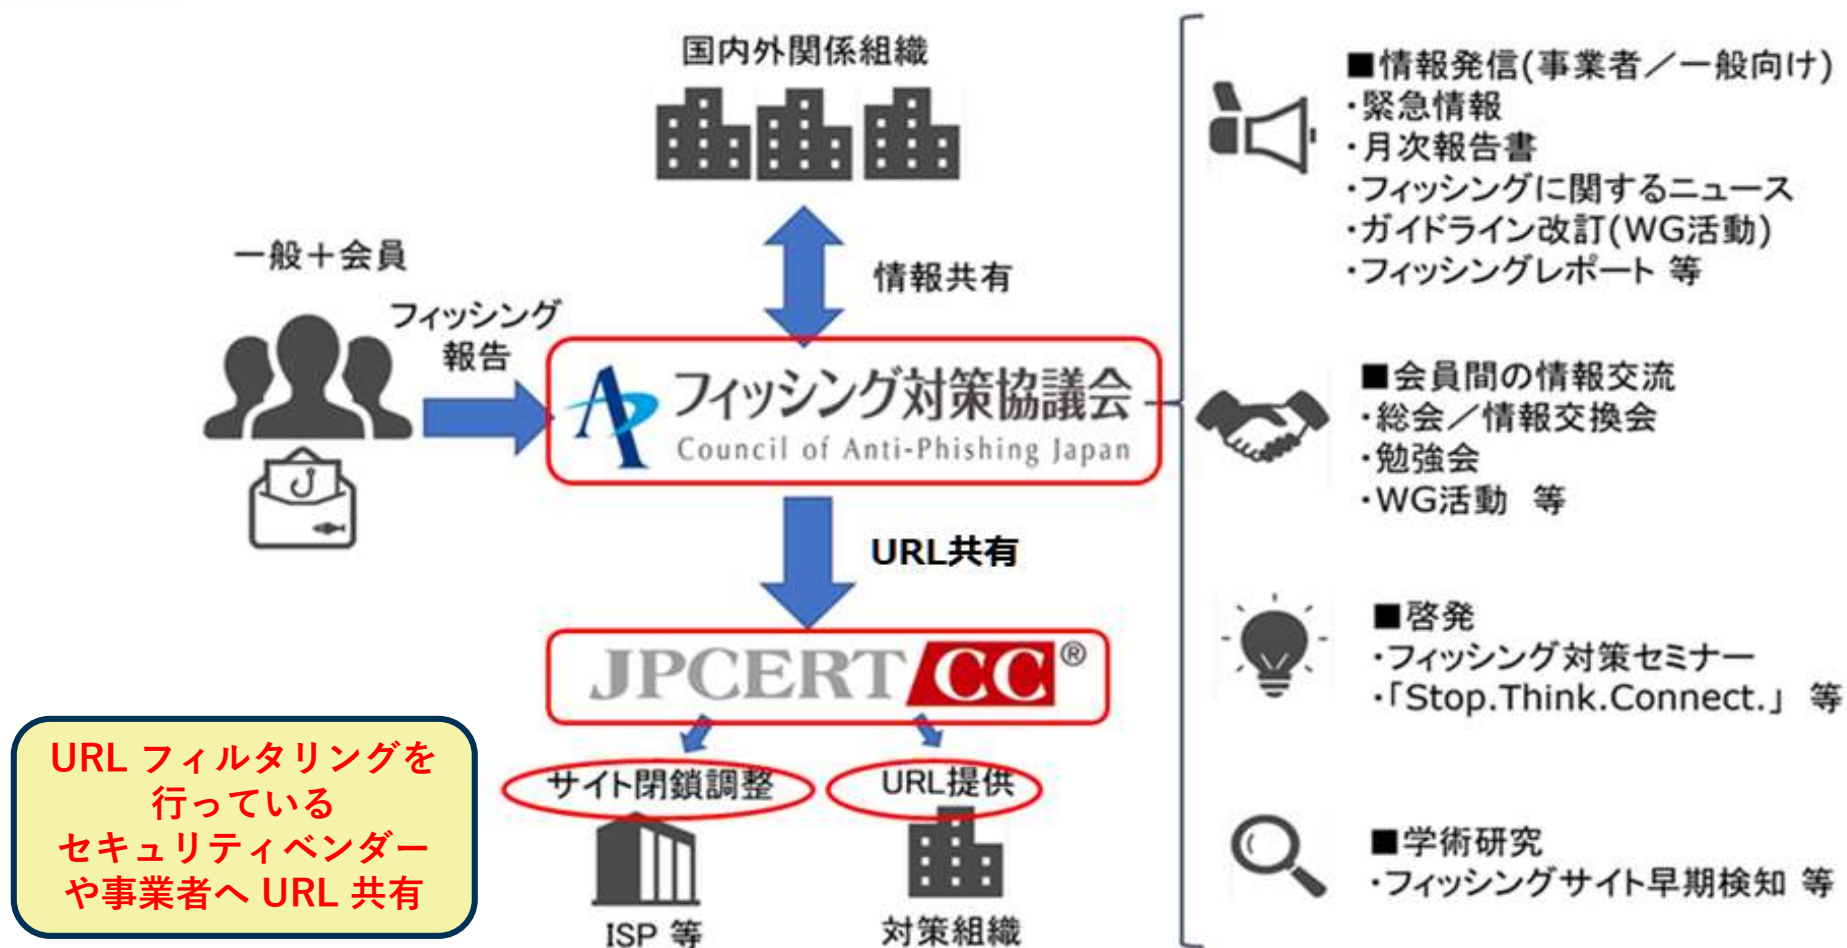 国内外関係組織
一般＋会員
フィッシング
報告
情報共有
フィッシング対策協議会
Council of Anti-Phishing Japan
URL共有
JPCERT CC®
サイト閉鎖調整
URL提供
ISP 等
対策組織
URL フィルタリングを
行っている
セキュリティベンダー
や事業者へ URL 共有
■情報発信(事業者／一般向け)
・緊急情報
・月次報告書
・フィッシングに関するニュース
・ガイドライン改訂(WG活動)
・フィッシングレポート 等
■会員間の情報交流
・総会／情報交換会
・勉強会
・WG活動 等
■啓発
・フィッシング対策セミナー
・「Stop.Think.Connect.」 等
■学術研究
・フィッシングサイト早期検知 等